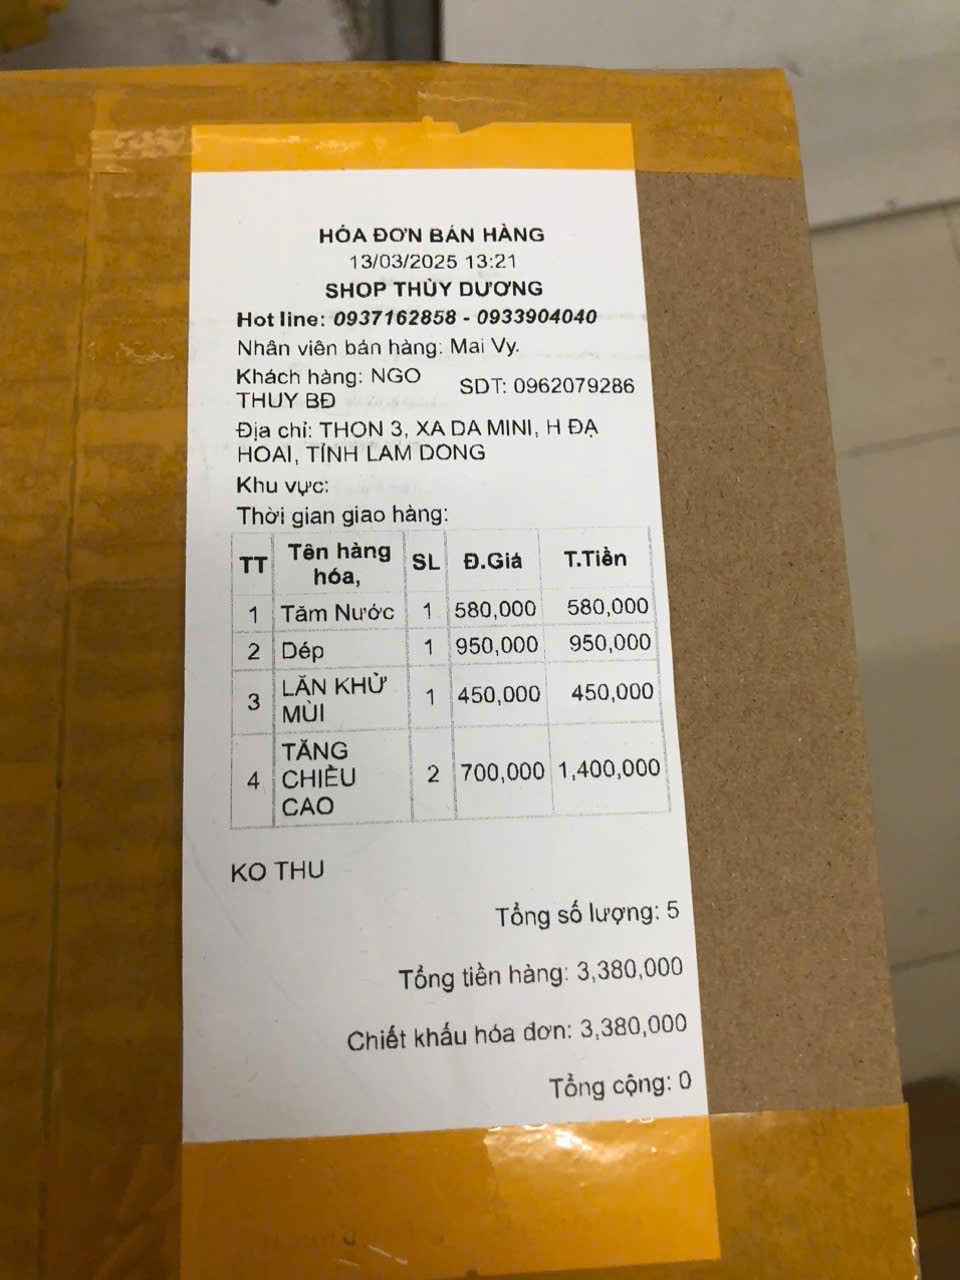 HÓA ĐƠN BÁN HÀNG
13/03/2025 13:21
SHOP THÙY DƯƠNG
Hot line: 0937162858 - 0933904040
Nhân viên bán hàng: Mai Vy.
Khách hàng: NGO THUY BĐ SDT: 0962079286
Địa chỉ: THON 3, XA DA MINI, H ĐẠ
HOAI, TỈNH LAM DONG
Khu vực:
Thời gian giao hàng:
TT Tên hàng hóa, SL Đ.Giá T.Tiền
1 Tăm Nước 1 580,000 580,000
2 Dép 1 950,000 950,000
3 LĂN KHỬ MÙI 1 450,000 450,000
4 TĂNG CHIỀU CAO 2 700,000 1,400,000
KO THU
Tổng số lượng: 5
Tổng tiền hàng: 3,380,000
Chiết khấu hóa đơn: 3,380,000
Tổng cộng: 0